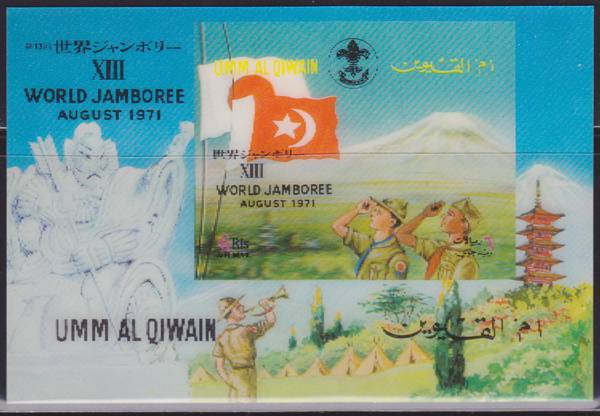 第13回 世界ジャンボリー
XIII
WORLD JAMBOREE
AUGUST 1971
UMM AL QIWAIN
ام القيوين
世界ジャンボリー
XIII
WORLD JAMBOREE
AUGUST 1971
Rls
AIR MAIL
ريالات
UMM AL QIWAIN
ام القيوين